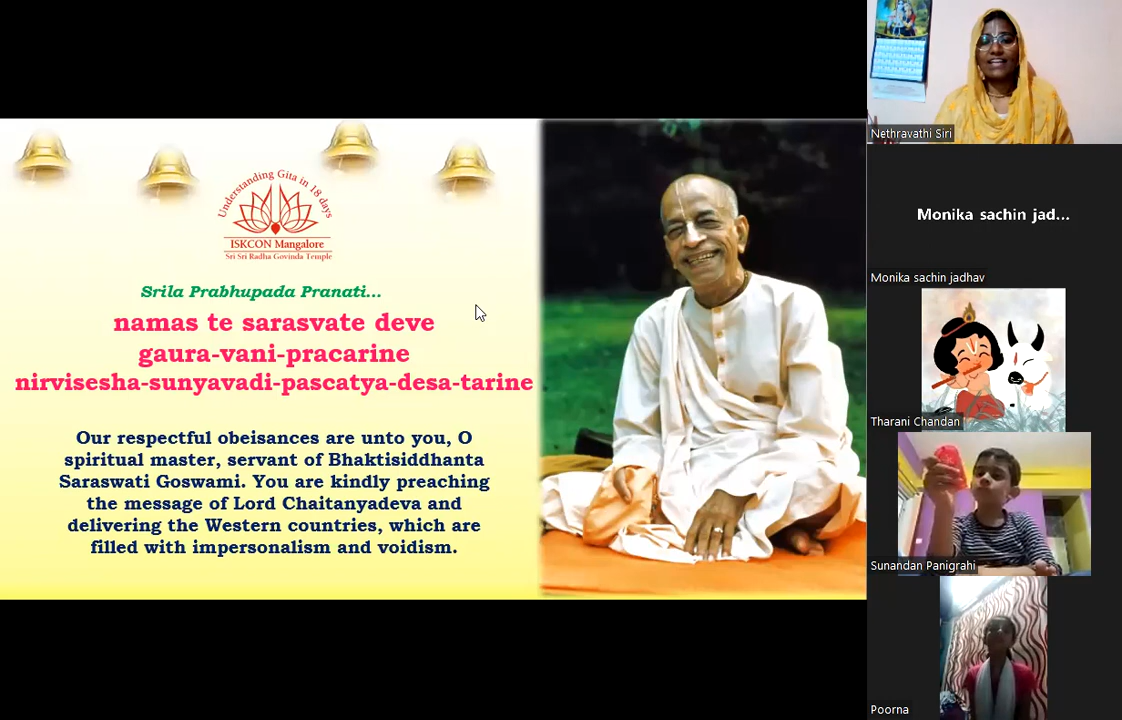 Understanding Gita in 18 days
ISKCON Mangalore
Sri Sri Radha Govinda Temple
Srila Prabhupada Pranati...
namas te sarasvate deve
gaura-vani-pracarine
nirvisesha-sunyavadi-pascatya-desa-tarine
Our respectful obeisances are unto you, O
spiritual master, servant of Bhaktisiddhanta
Saraswati Goswami. You are kindly preaching
the message of Lord Chaitanyadeva and
delivering the Western countries, which are
filled with impersonalism and voidism.
Nethravathi Siri
Monika sachin jad...
Monika sachin jadhav
Tharani Chandan
Sunandan Panigrahi
Poorna